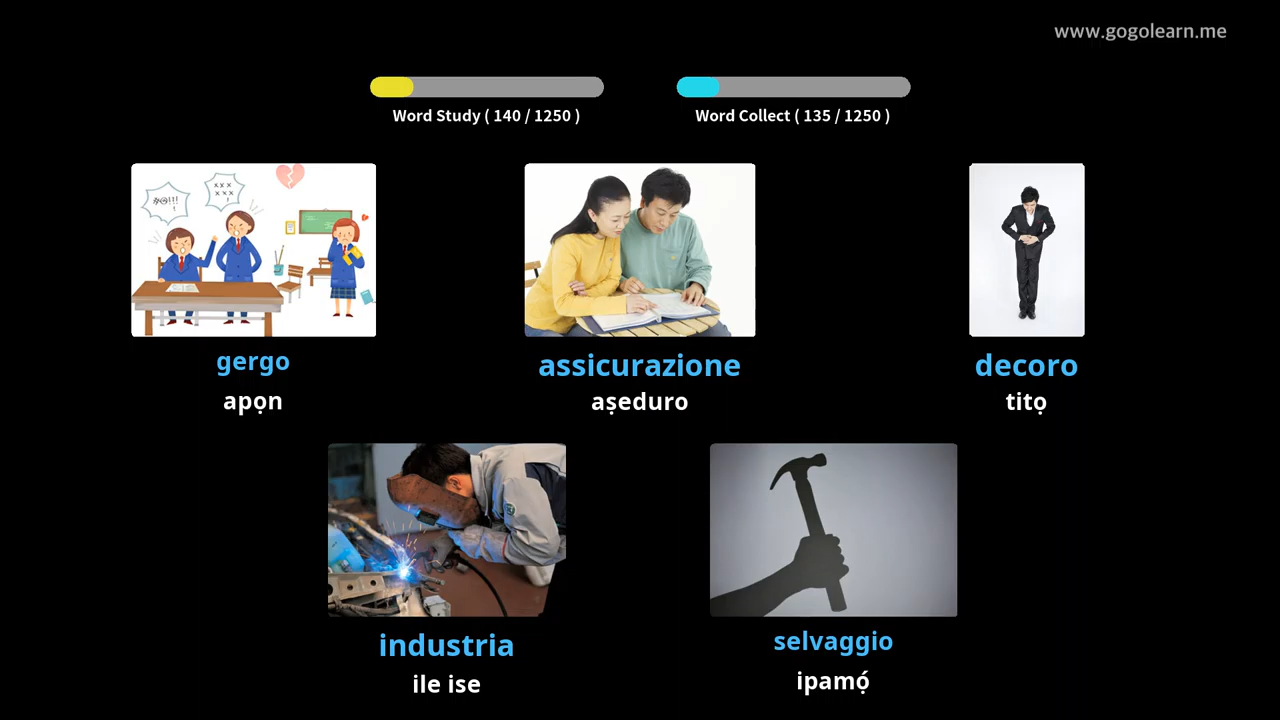 www.gogolearn.me
Word Study ( 140 / 1250 )
Word Collect ( 135 / 1250 )
gergo
apọn
assicurazione
aṣeduro
decoro
titọ
industria
ile ise
selvaggio
ipamọ́